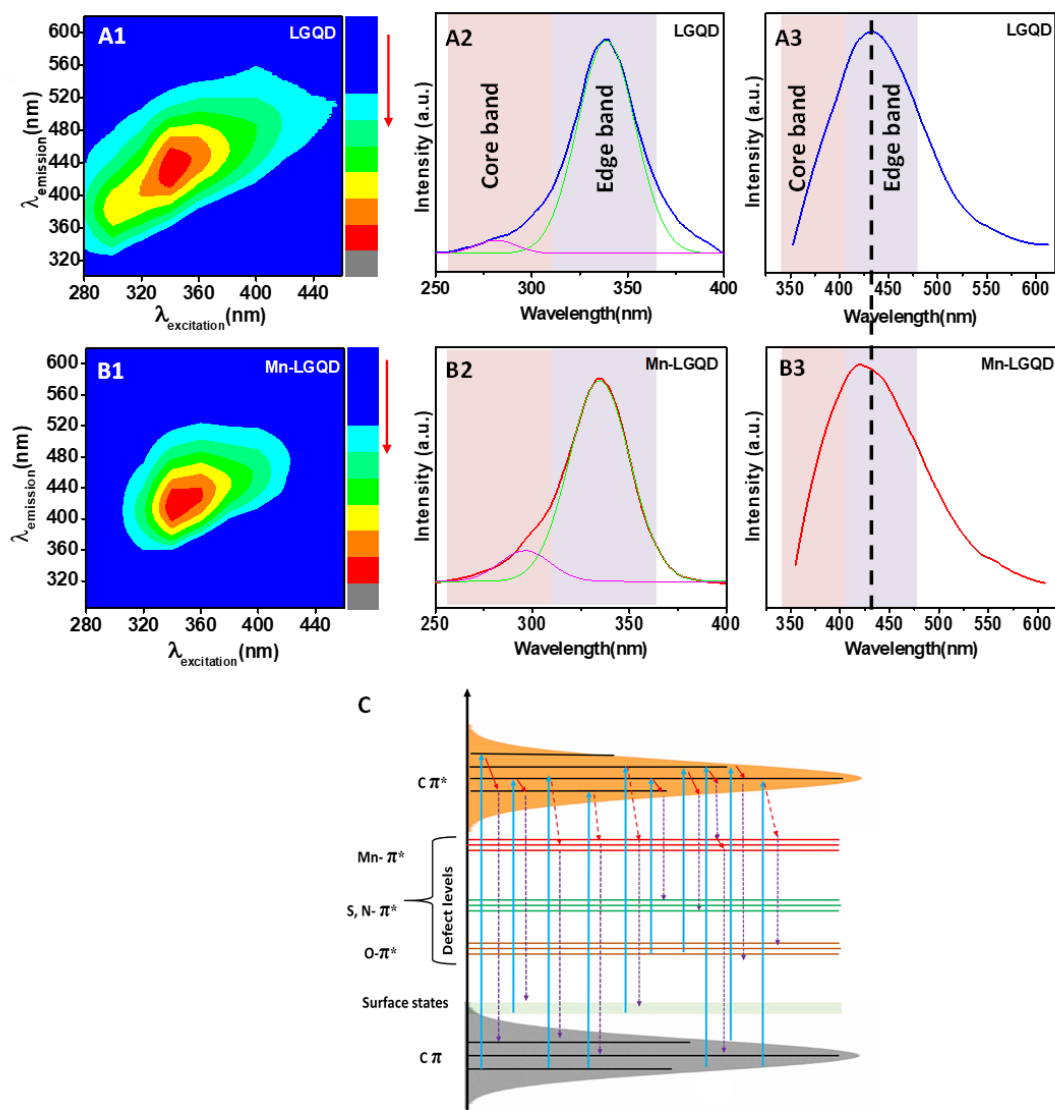 A1
LGQD
600
560
520
480
440
400
360
320
λemission(nm)
280 320 360 400 440
λexcitation(nm)
A2
LGQD
Core band
Edge band
Intensity (a.u.)
250 300 350 400
Wavelength(nm)
A3
LGQD
Core band
Edge band
Intensity (a.u.)
350 400 450 500 550 600
Wavelength(nm)
B1
Mn-LGQD
600
560
520
480
440
400
360
320
λemission(nm)
280 320 360 400 440
λexcitation(nm)
B2
Mn-LGQD
Intensity (a.u.)
250 300 350 400
Wavelength(nm)
B3
Mn-LGQD
Intensity (a.u.)
350 400 450 500 550 600
Wavelength(nm)
C
C π*
Mn- π*
S, N- π*
O-π*
Defect levels
Surface states
C π